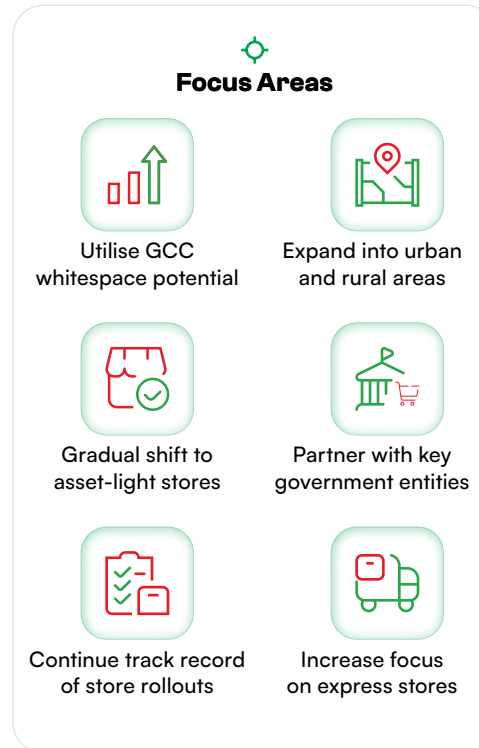 Focus Areas
Utilise GCC
whitespace potential
Expand into urban
and rural areas
Gradual shift to
asset-light stores
Partner with key
government entities
Continue track record
of store rollouts
Increase focus
on express stores